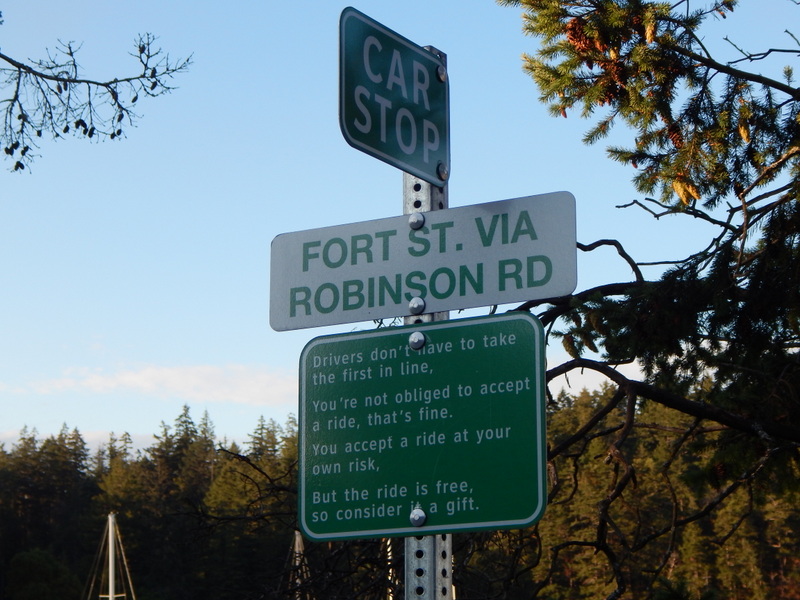 CAR
STOP
FORT ST. VIA
ROBINSON RD
Drivers don't have to take
the first in line,
You're not obliged to accept
a ride, that's fine.
You accept a ride at your
own risk,
But the ride is free,
so consider it a gift.